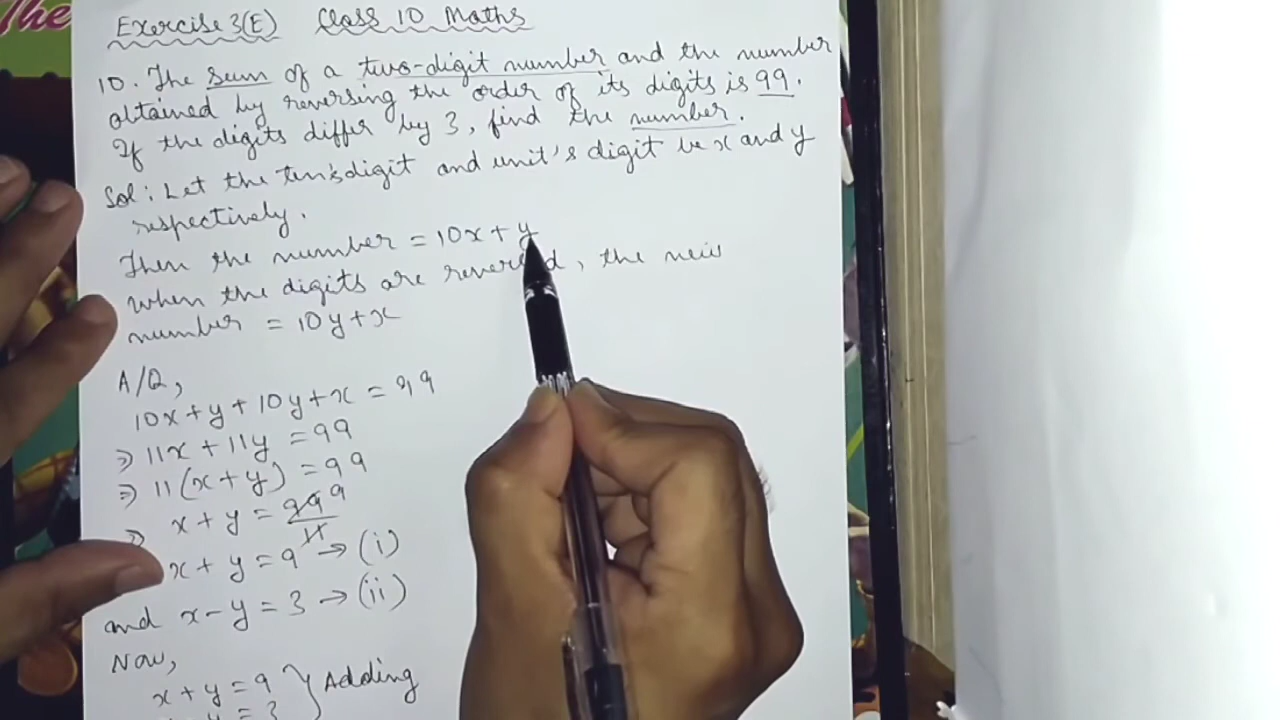 The
Exercise 3(E) Class 10 Maths
10. The sum of a two-digit number and the number
obtained by reversing the order of its digits is 99.
If the digits differ by 3, find the number.
Sol: Let the ten's digit and unit's digit be x and y
respectively.
Then the number = 10x + y
when the digits are reversed, the new
number = 10y + x
A/Q,
10x + y + 10y + x = 99
⇒ 11x + 11y = 99
⇒ 11(x + y) = 99
⇒ x + y = 99/11 9
x + y = 9 → (i)
and x - y = 3 → (ii)
Now,
x + y = 9 } Adding
y = 3